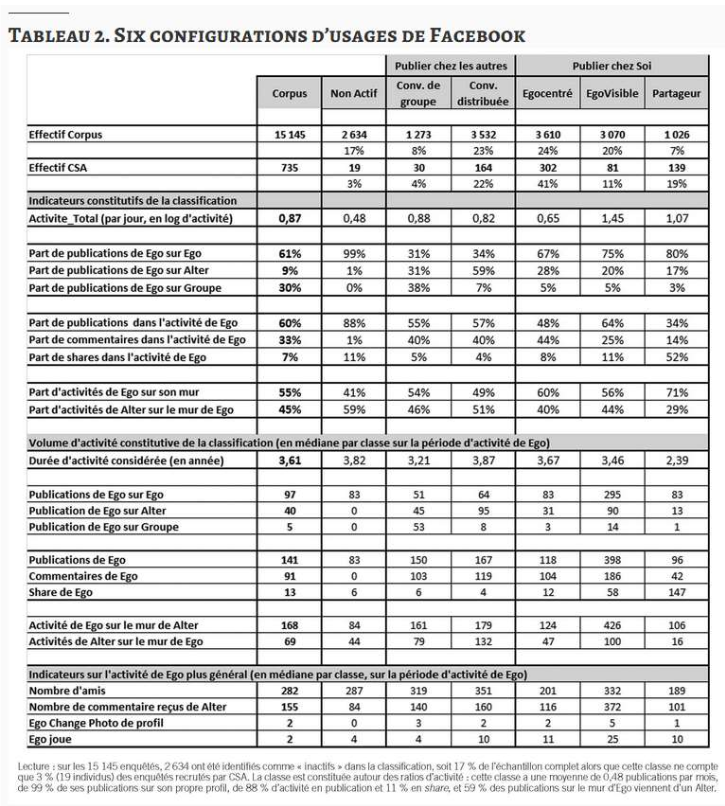 TABLEAU 2. SIX CONFIGURATIONS D'USAGES DE FACEBOOK
Publier chez les autres Publier chez Soi
Corpus Non Actif Conv. de groupe Conv. distribuée Egocentré EgoVisible Partageur
Effectif Corpus 15 145 2 634 1 273 3 532 3 610 3 070 1 026
17% 8% 23% 24% 20% 7%
Effectif CSA 735 19 30 164 302 81 139
3% 4% 22% 41% 11% 19%
Indicateurs constitutifs de la classification
Activite_Total (par jour, en log d'activité) 0,87 0,48 0,88 0,82 0,65 1,45 1,07
Part de publications de Ego sur Ego 61% 99% 31% 34% 67% 75% 80%
Part de publications de Ego sur Alter 9% 1% 31% 59% 28% 20% 17%
Part de publications de Ego sur Groupe 30% 0% 38% 7% 5% 5% 3%
Part de publications dans l'activité de Ego 60% 88% 55% 57% 48% 64% 34%
Part de commentaires dans l'activité de Ego 33% 1% 40% 40% 44% 25% 14%
Part de shares dans l'activité de Ego 7% 11% 5% 4% 8% 11% 52%
Part d'activités de Ego sur son mur 55% 41% 54% 49% 60% 56% 71%
Part d'activités de Alter sur le mur de Ego 45% 59% 46% 51% 40% 44% 29%
Volume d'activité constitutive de la classification (en médiane par classe sur la période d'activité de Ego)
Durée d'activité considérée (en année) 3,61 3,82 3,21 3,87 3,67 3,46 2,39
Publications de Ego sur Ego 97 83 51 64 83 295 83
Publication de Ego sur Alter 40 0 45 95 31 90 13
Publication de Ego sur Groupe 5 0 53 8 3 14 1
Publications de Ego 141 83 150 167 118 398 96
Commentaires de Ego 91 0 103 119 104 186 42
Share de Ego 13 6 6 4 12 58 147
Activité de Ego sur le mur de Alter 168 84 161 179 124 426 106
Activités de Alter sur le mur de Ego 69 44 79 132 47 100 16
Indicateurs sur l'activité de Ego plus général (en médiane par classe, sur la période d'activité de Ego)
Nombre d'amis 282 287 319 351 201 332 189
Nombre de commentaire reçus de Alter 155 84 140 160 116 372 101
Ego Change Photo de profil 2 0 3 2 2 5 1
Ego joue 2 4 4 10 11 25 10
Lecture : sur les 15 145 enquêtés, 2 634 ont été identifiés comme « inactifs » dans la classification, soit 17 % de l'échantillon complet alors que cette classe ne compte
que 3 % (19 individus) des enquêtés recrutés par CSA. La classe est constituée autour des ratios d'activité : cette classe a une moyenne de 0,48 publications par mois,
de 99 % de ses publications sur son propre profil, de 88 % d'activité en publication et 11 % en share, et 59 % des publications sur le mur d'Ego viennent d'un Alter.